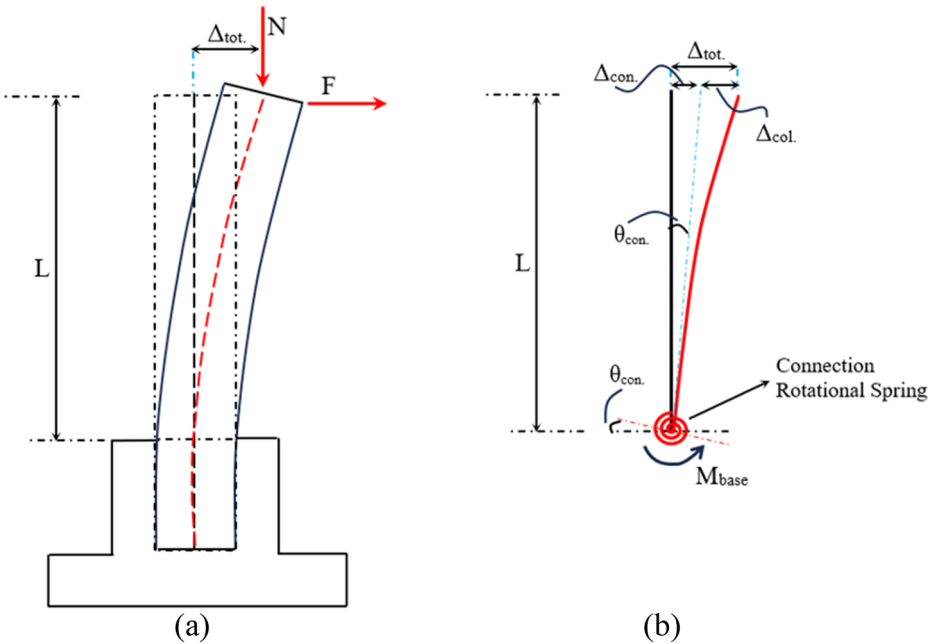 Δtot.
N
F
L
(a)
Δtot.
Δcon.
Δcol.
θcon.
L
θcon.
Connection
Rotational Spring
Mbase
(b)